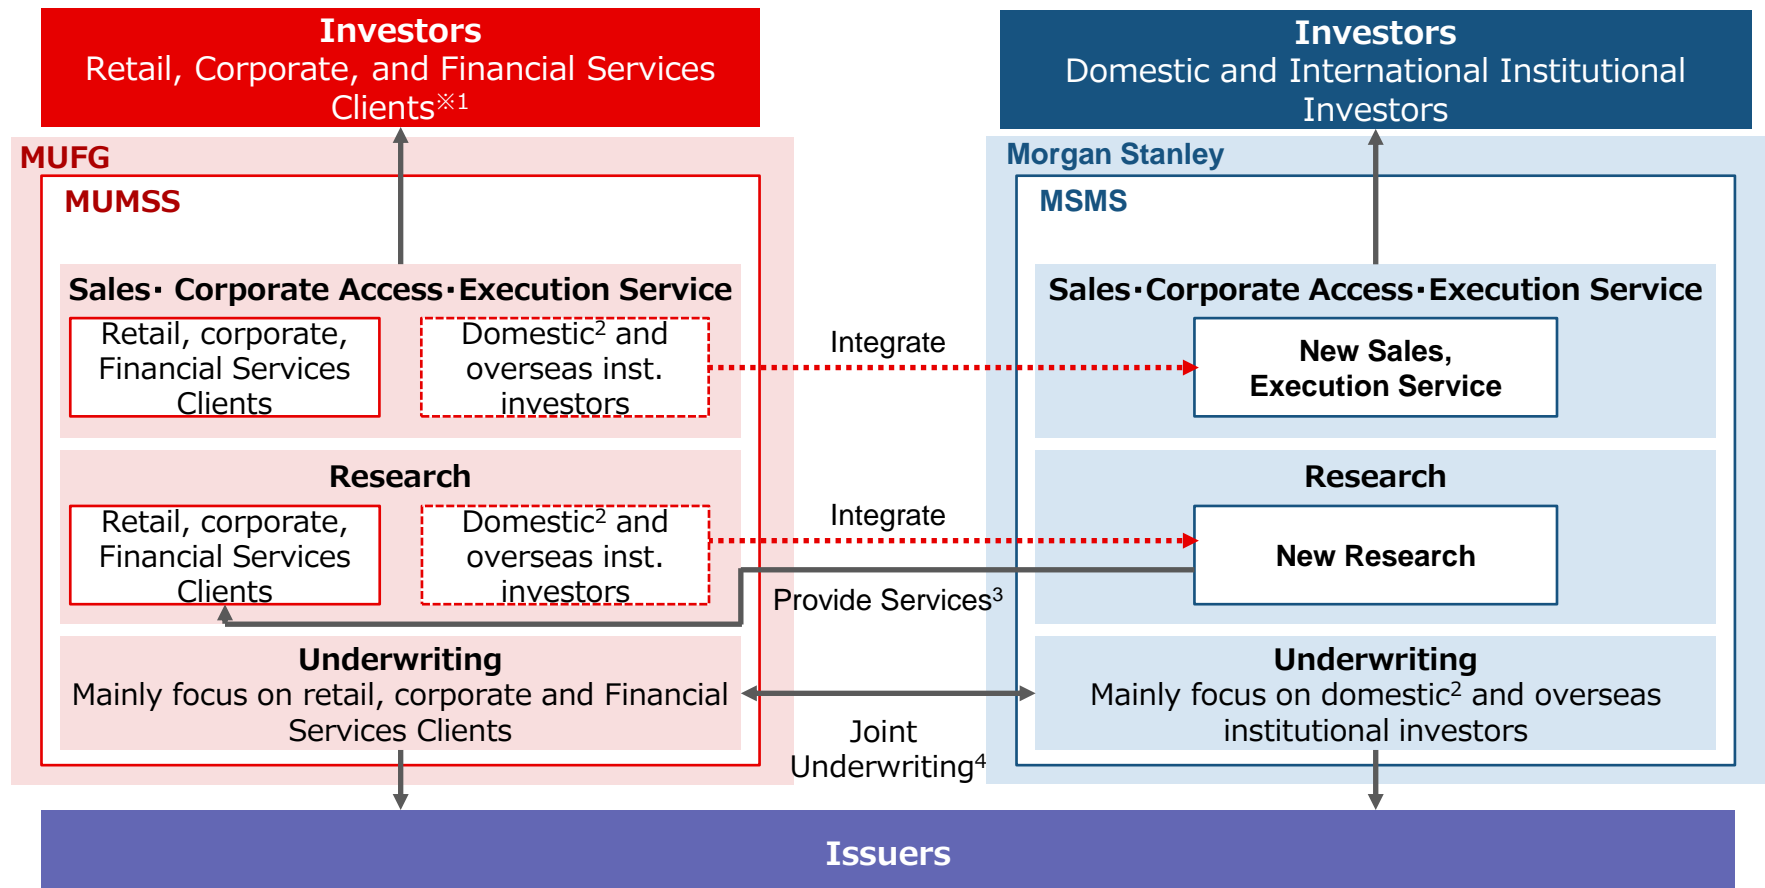 Investors
Retail, Corporate, and Financial Services
Clients※1
Investors
Domestic and International Institutional
Investors
MUFG
MUMSS
Sales・ Corporate Access・Execution Service
Retail, corporate,
Financial Services
Clients
Domestic2 and
overseas inst.
investors
Integrate
Morgan Stanley
MSMS
Sales・Corporate Access・Execution Service
New Sales,
Execution Service
Research
Retail, corporate,
Financial Services
Clients
Domestic2 and
overseas inst.
investors
Integrate
Provide Services3
Research
New Research
Underwriting
Mainly focus on retail, corporate and Financial
Services Clients
Joint
Underwriting4
Underwriting
Mainly focus on domestic2 and overseas
institutional investors
Issuers